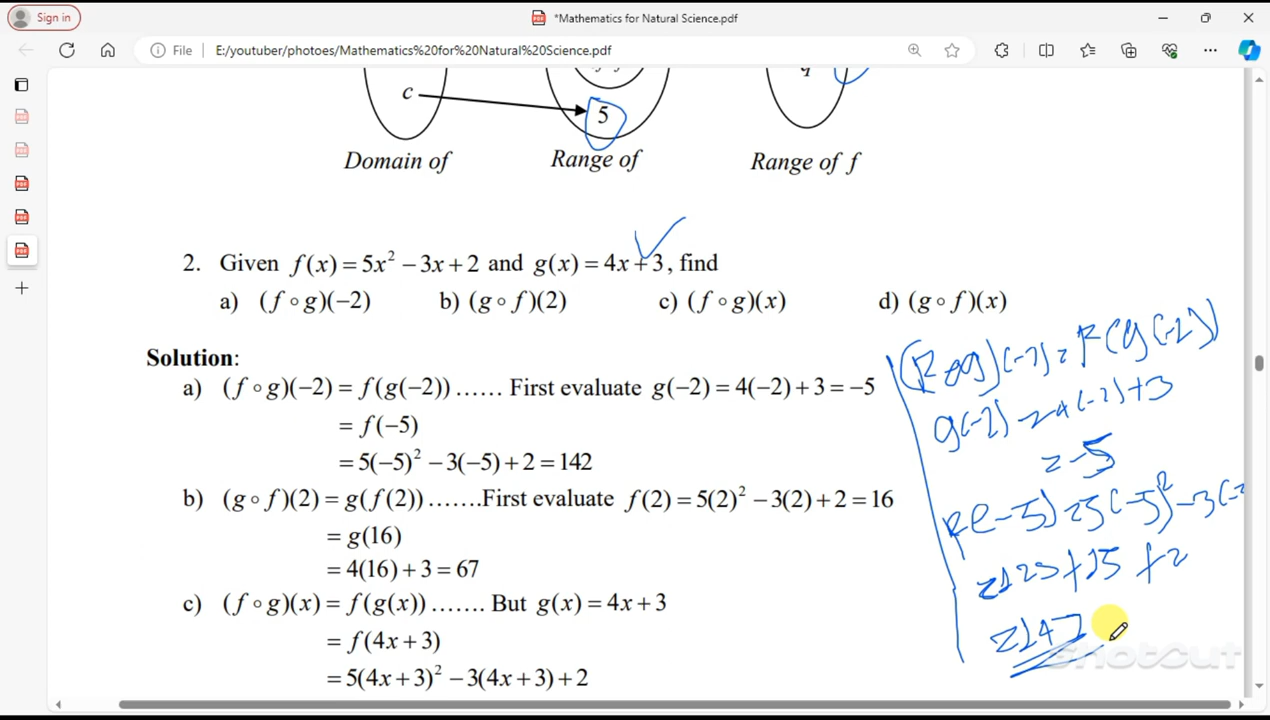 Sign in
*Mathematics for Natural Science.pdf
File E:/youtuber/photoes/Mathematics%20for%20Natural%20Science.pdf
c
5
q
Domain of Range of Range of f
2. Given f(x) = 5x² − 3x + 2 and g(x) = 4x + 3, find
a) (f ∘ g)(−2) b) (g ∘ f)(2) c) (f ∘ g)(x) d) (g ∘ f)(x)
Solution:
a) (f ∘ g)(−2) = f(g(−2)) ...... First evaluate g(−2) = 4(−2) + 3 = −5
= f(−5)
= 5(−5)² − 3(−5) + 2 = 142
b) (g ∘ f)(2) = g(f(2)) .......First evaluate f(2) = 5(2)² − 3(2) + 2 = 16
= g(16)
= 4(16) + 3 = 67
c) (f ∘ g)(x) = f(g(x)) ....... But g(x) = 4x + 3
= f(4x + 3)
= 5(4x + 3)² − 3(4x + 3) + 2
(f∘g)(−2) = f(g(−2))
g(−2) = 4(−2) + 3
= −5
f(−5) = 5(−5)² − 3(−
= 125 + 15 + 2
= 142
shotcut